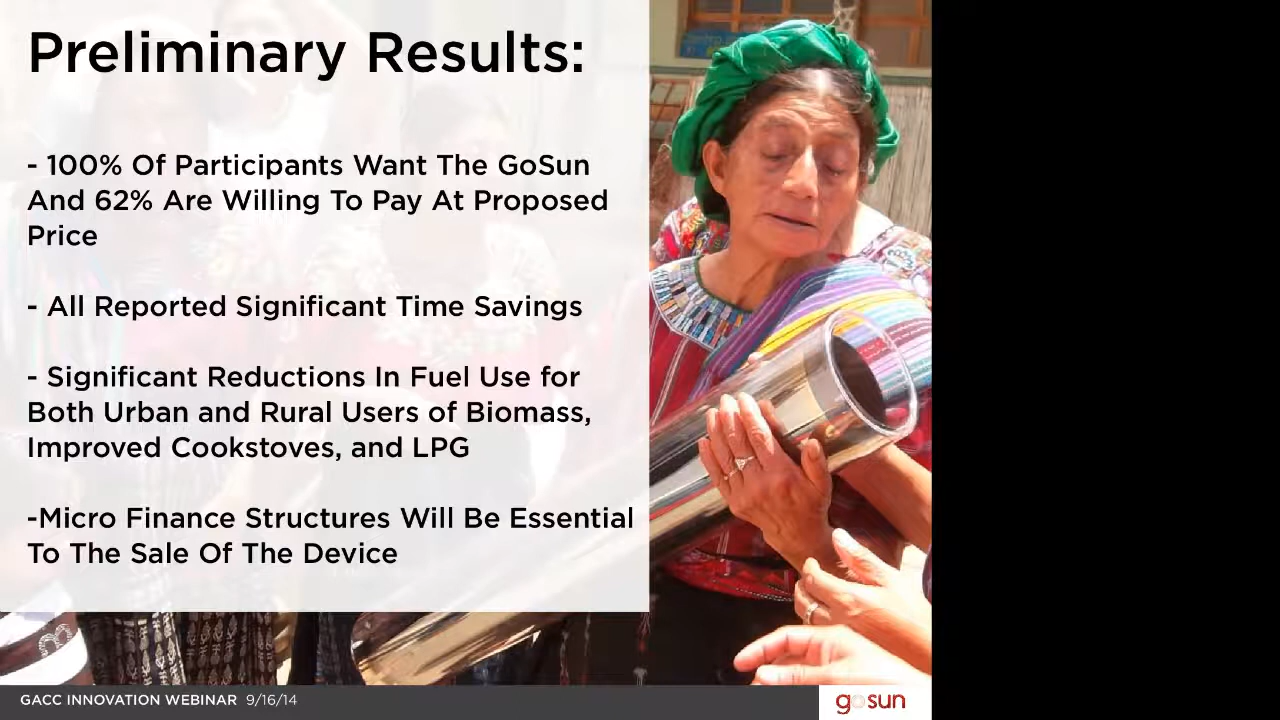 Preliminary Results:
- 100% Of Participants Want The GoSun
And 62% Are Willing To Pay At Proposed
Price
- All Reported Significant Time Savings
- Significant Reductions In Fuel Use for
Both Urban and Rural Users of Biomass,
Improved Cookstoves, and LPG
-Micro Finance Structures Will Be Essential
To The Sale Of The Device
GACC INNOVATION WEBINAR 9/16/14
gosun